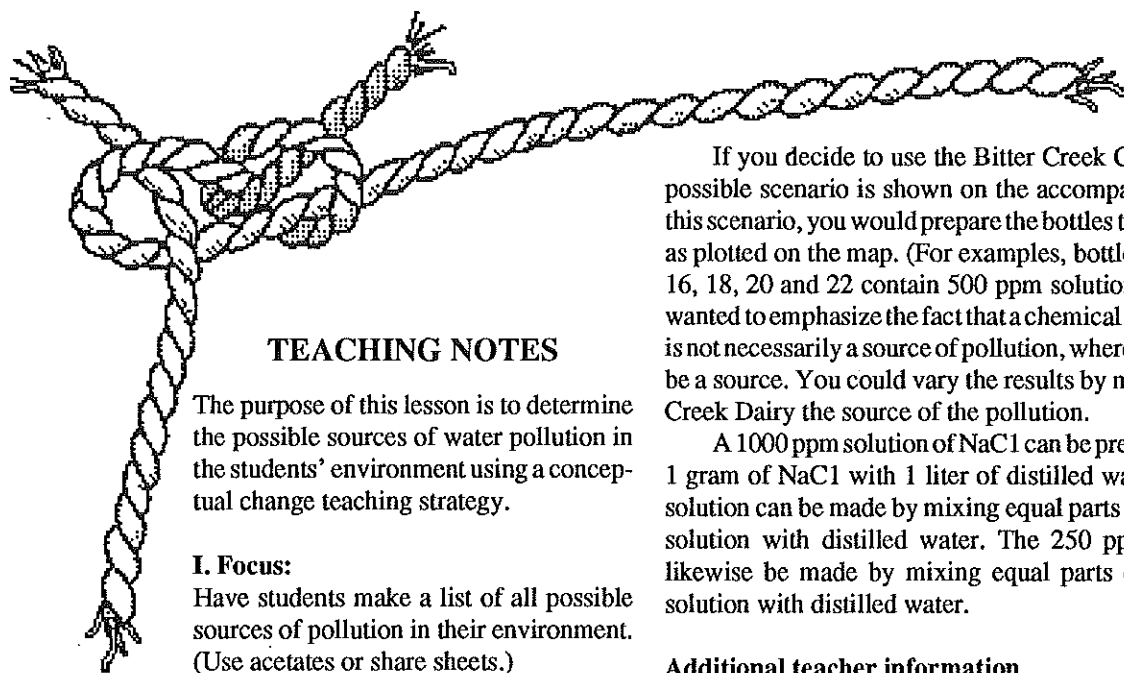 TEACHING NOTES
The purpose of this lesson is to determine
the possible sources of water pollution in
the students' environment using a concep-
tual change teaching strategy.
I. Focus:
Have students make a list of all possible
sources of pollution in their environment.
(Use acetates or share sheets.)
If you decide to use the Bitter Creek
possible scenario is shown on the
this scenario, you would prepare the bottles
as plotted on the map. (For examples,
16, 18, 20 and 22 contain 500 ppm
wanted to emphasize the fact that a chemical
is not necessarily a source of pollution,
be a source. You could vary the results by
Creek Dairy the source of the pollution.
A 1000 ppm solution of NaC1 can be
1 gram of NaC1 with 1 liter of distilled
solution can be made by mixing equal parts
solution with distilled water. The 250
likewise be made by mixing equal parts
solution with distilled water.
Additional teacher information